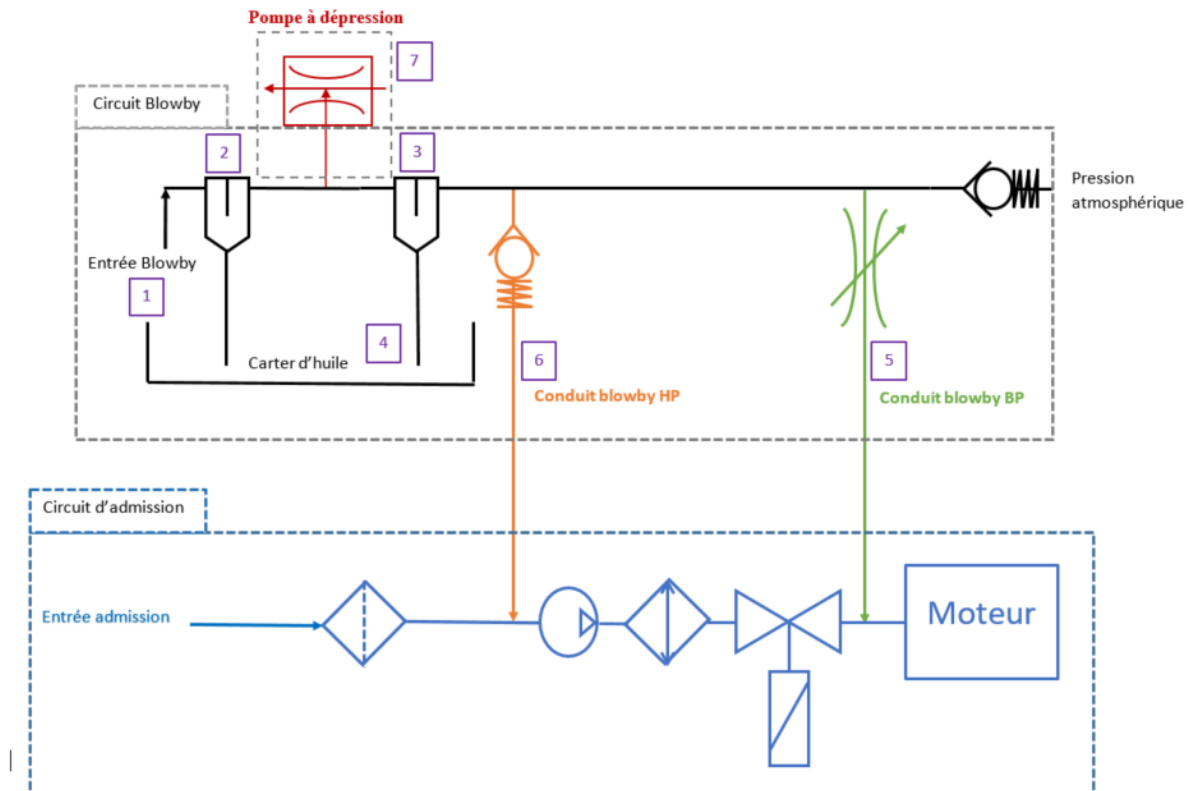 Pompe à dépression
7
Circuit Blowby
2
3
Pression
atmosphérique
Entrée Blowby
1
4
Carter d'huile
6
5
Conduit blowby HP
Conduit blowby BP
Circuit d'admission
Entrée admission
Moteur